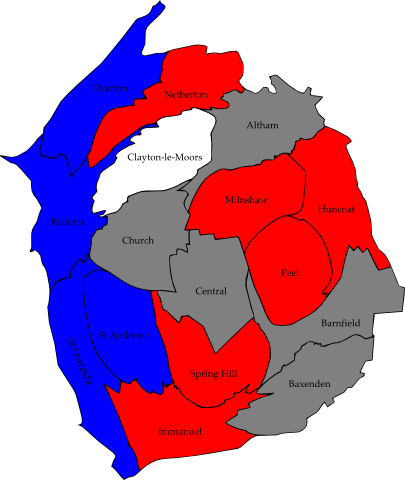 Overton
Netherton
Altham
Clayton-le-Moors
Milnshaw
Huncoat
Rishton
Church
Peel
Central
Barnfield
St Andrew's
St Oswald's
Spring Hill
Baxenden
Immanuel